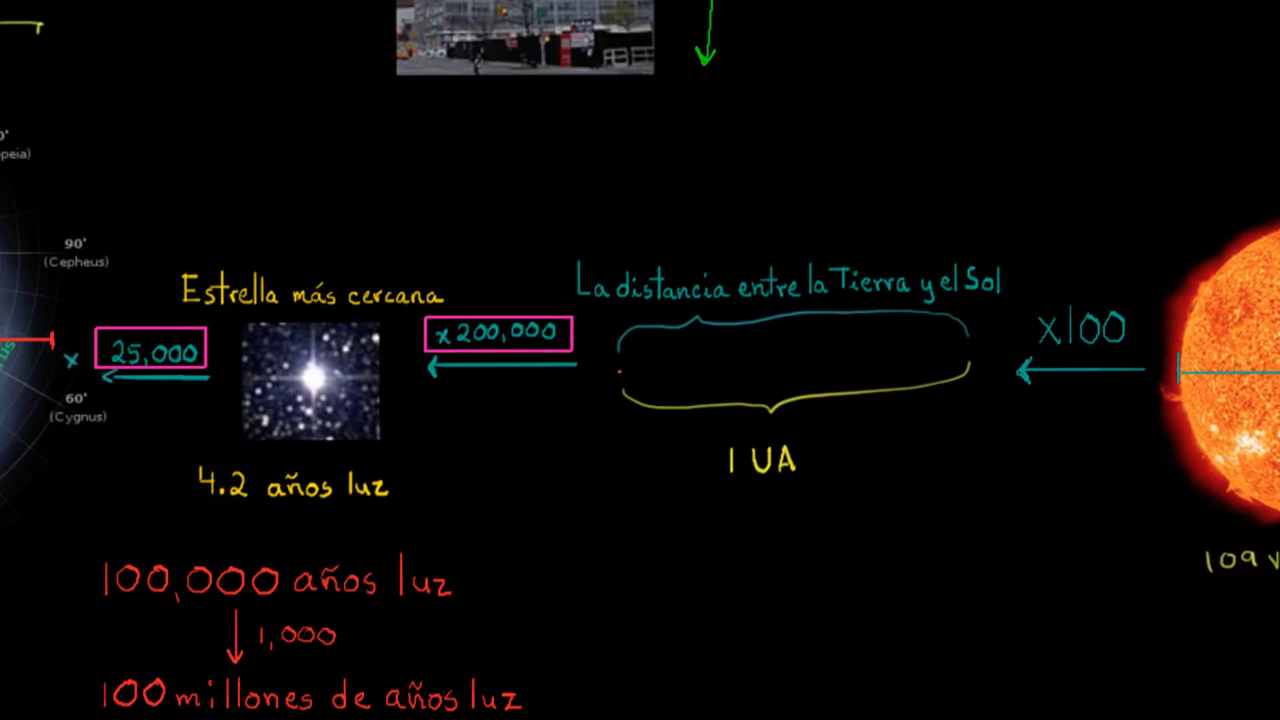 90°
(Cepheus)
La distancia entre la Tierra y el Sol
Estrella más cercana
x 200,000
x100
x 25,000
60°
(Cygnus)
1 UA
4.2 años luz
109
100,000 años luz
1,000
100 millones de años luz